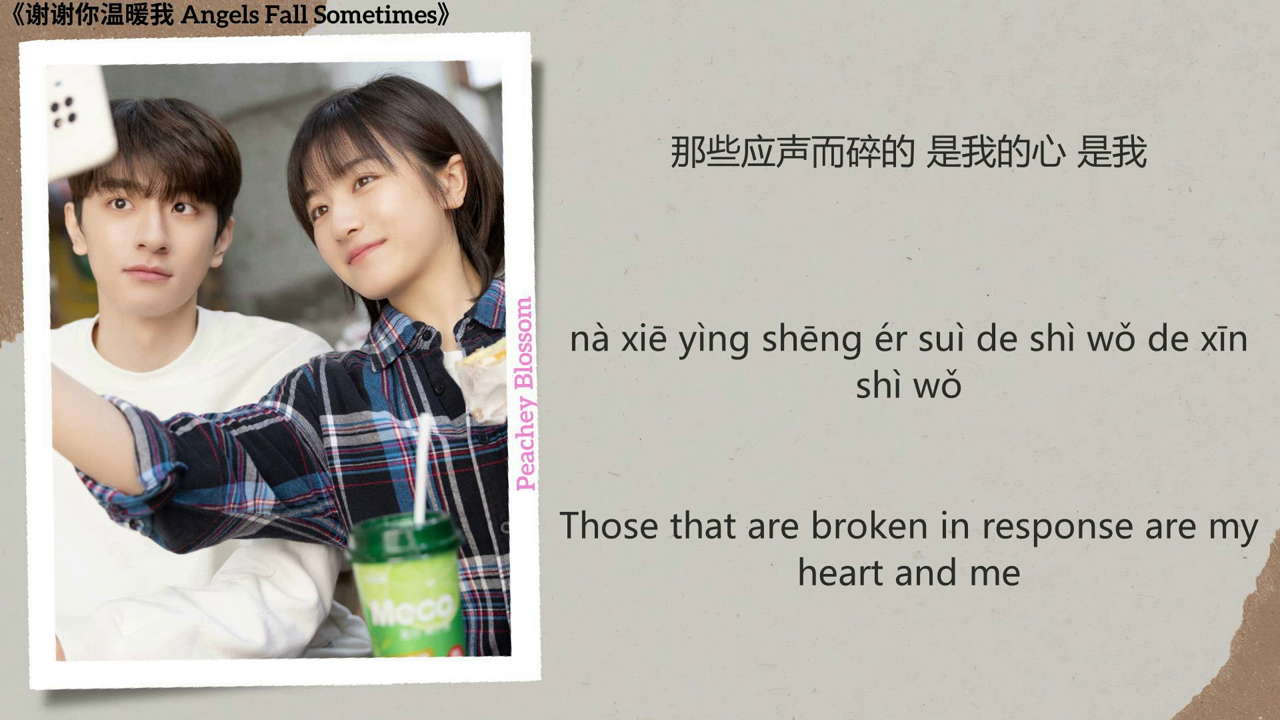 《谢谢你温暖我 Angels Fall Sometimes》
那些应声而碎的 是我的心 是我
nà xiē yìng shēng ér suì de shì wǒ de xīn
shì wǒ
Those that are broken in response are my
heart and me
Peachey Blossom
Meco